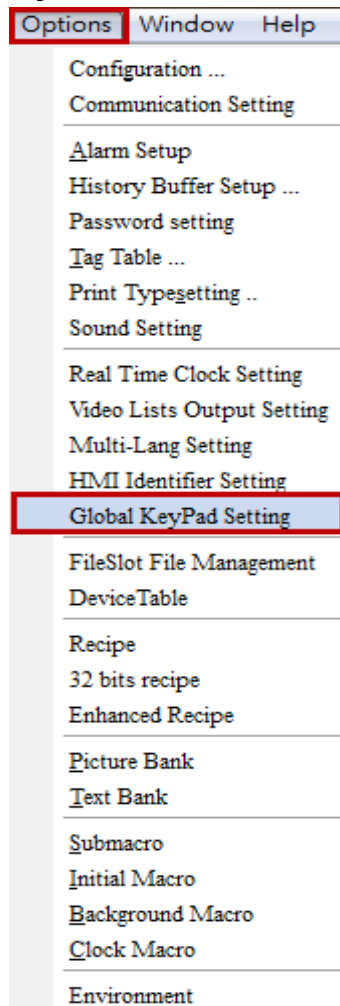 Options Window Help
Configuration ...
Communication Setting
Alarm Setup
History Buffer Setup ...
Password setting
Tag Table ...
Print Typesetting ..
Sound Setting
Real Time Clock Setting
Video Lists Output Setting
Multi-Lang Setting
HMI Identifier Setting
Global KeyPad Setting
FileSlot File Management
DeviceTable
Recipe
32 bits recipe
Enhanced Recipe
Picture Bank
Text Bank
Submacro
Initial Macro
Background Macro
Clock Macro
Environment